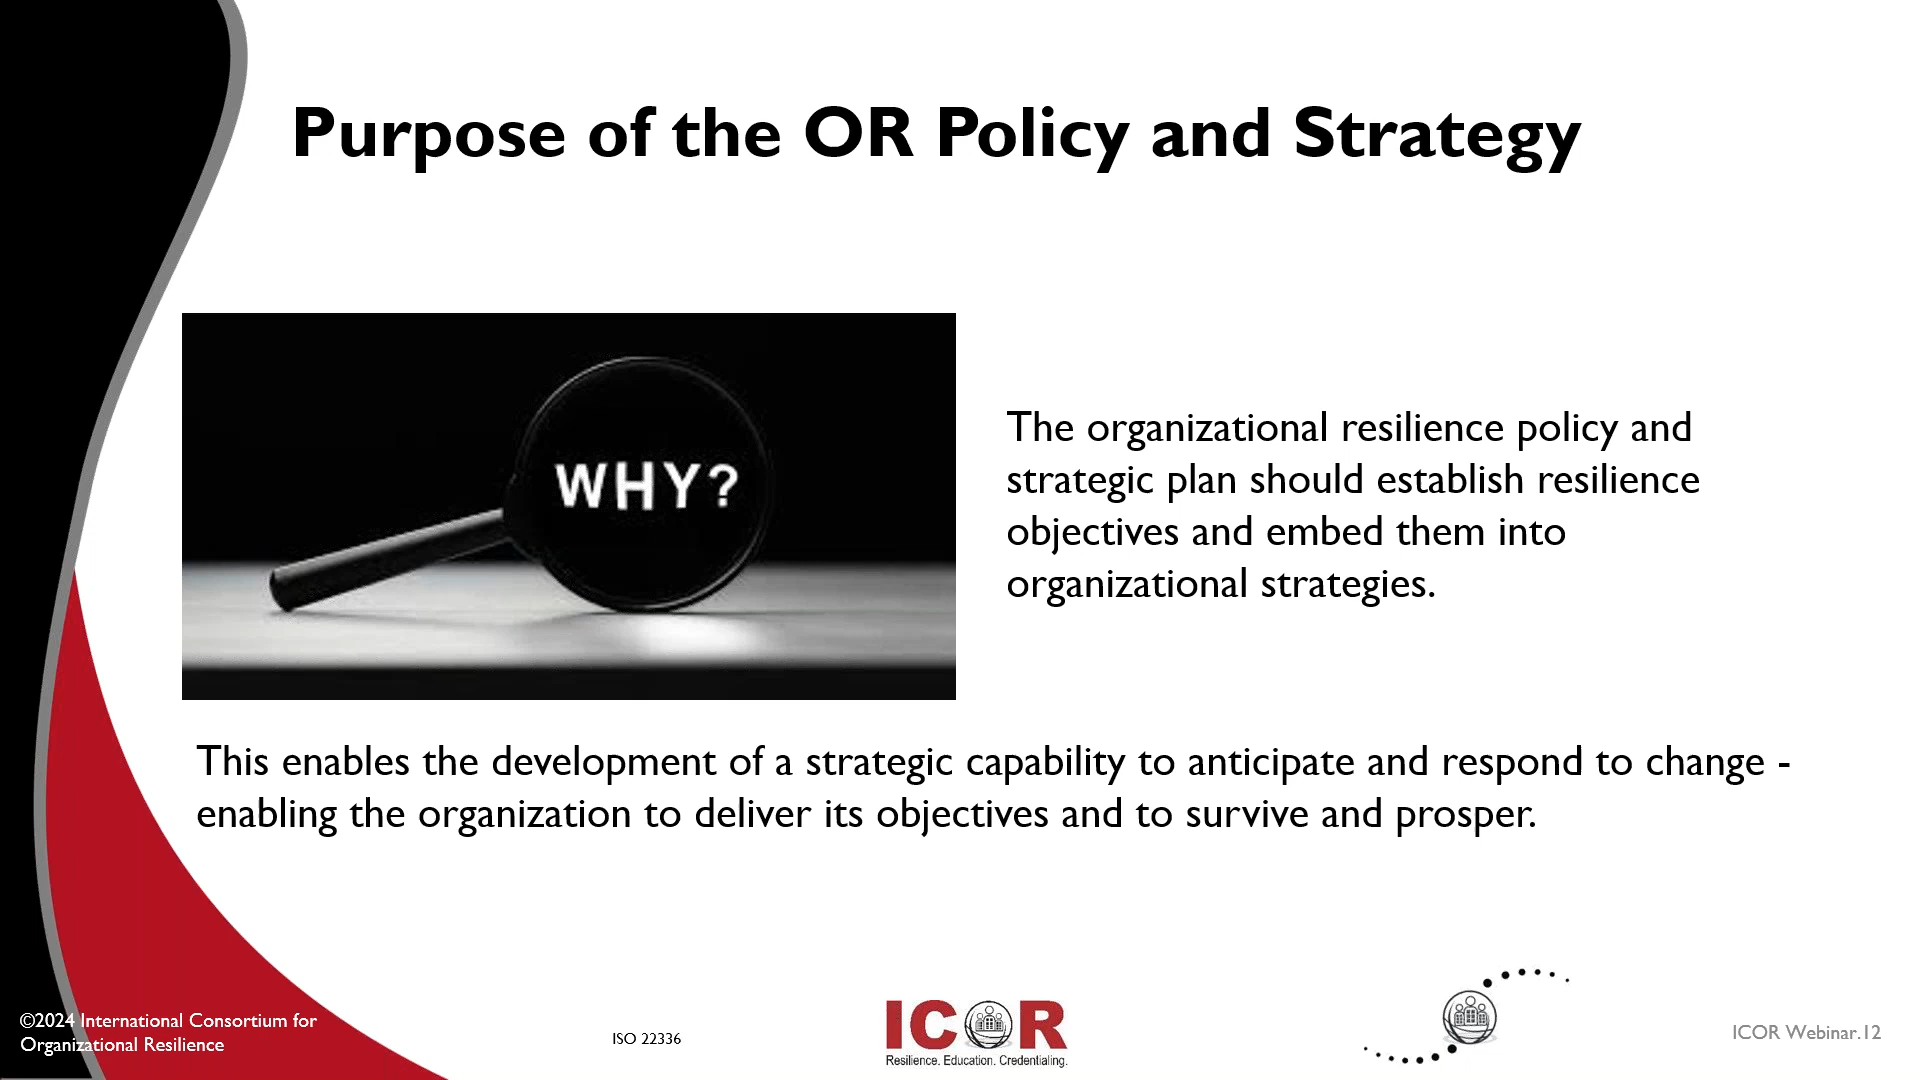 Purpose of the OR Policy and Strategy
WHY?
The organizational resilience policy and
strategic plan should establish resilience
objectives and embed them into
organizational strategies.
This enables the development of a strategic capability to anticipate and respond to change -
enabling the organization to deliver its objectives and to survive and prosper.
©2024 International Consortium for
Organizational Resilience
ISO 22336
ICOR
Resilience. Education. Credentialing.
ICOR Webinar.12